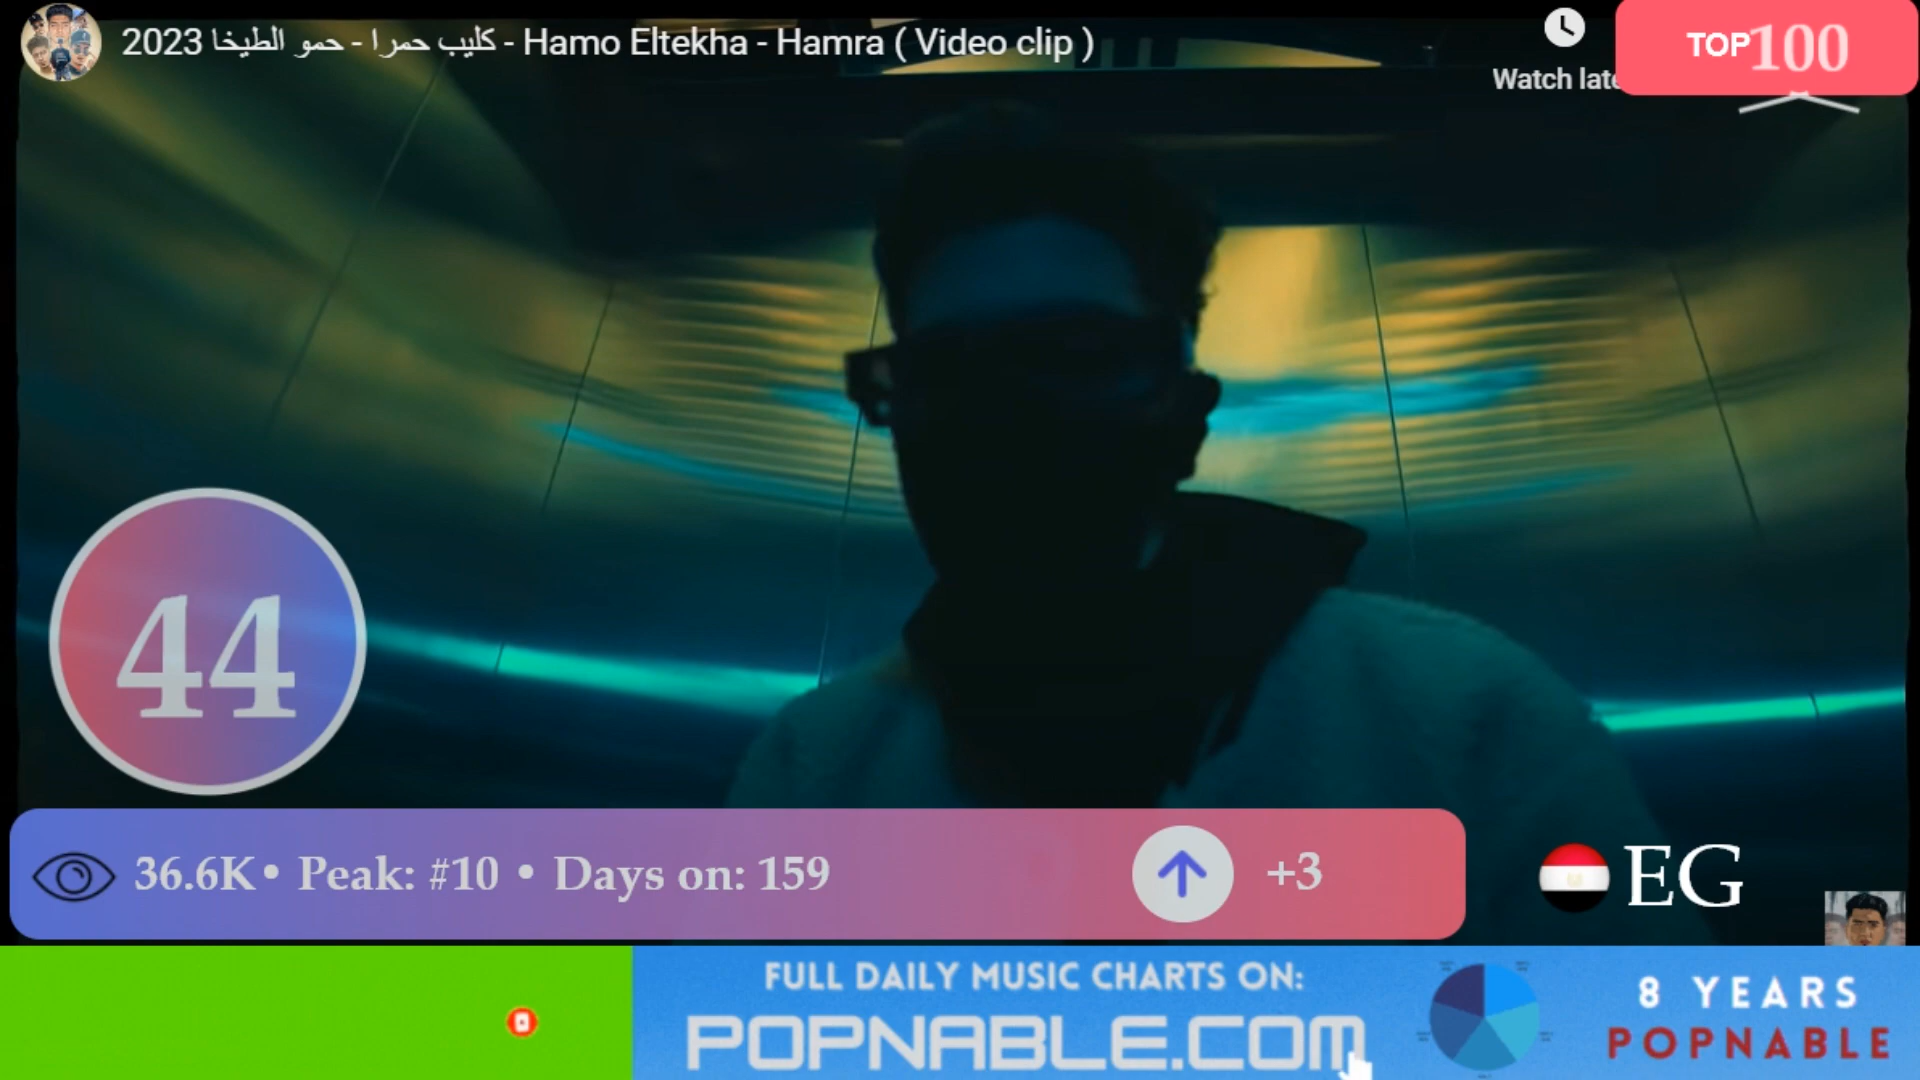 كليب حمرا - حمو الطيخا 2023 - Hamo Eltekha - Hamra ( Video clip )
Watch late
TOP100
44
36.6K• Peak: #10 • Days on: 159
+3
EG
FULL DAILY MUSIC CHARTS ON:
POPNABLE.COM
8 YEARS
POPNABLE